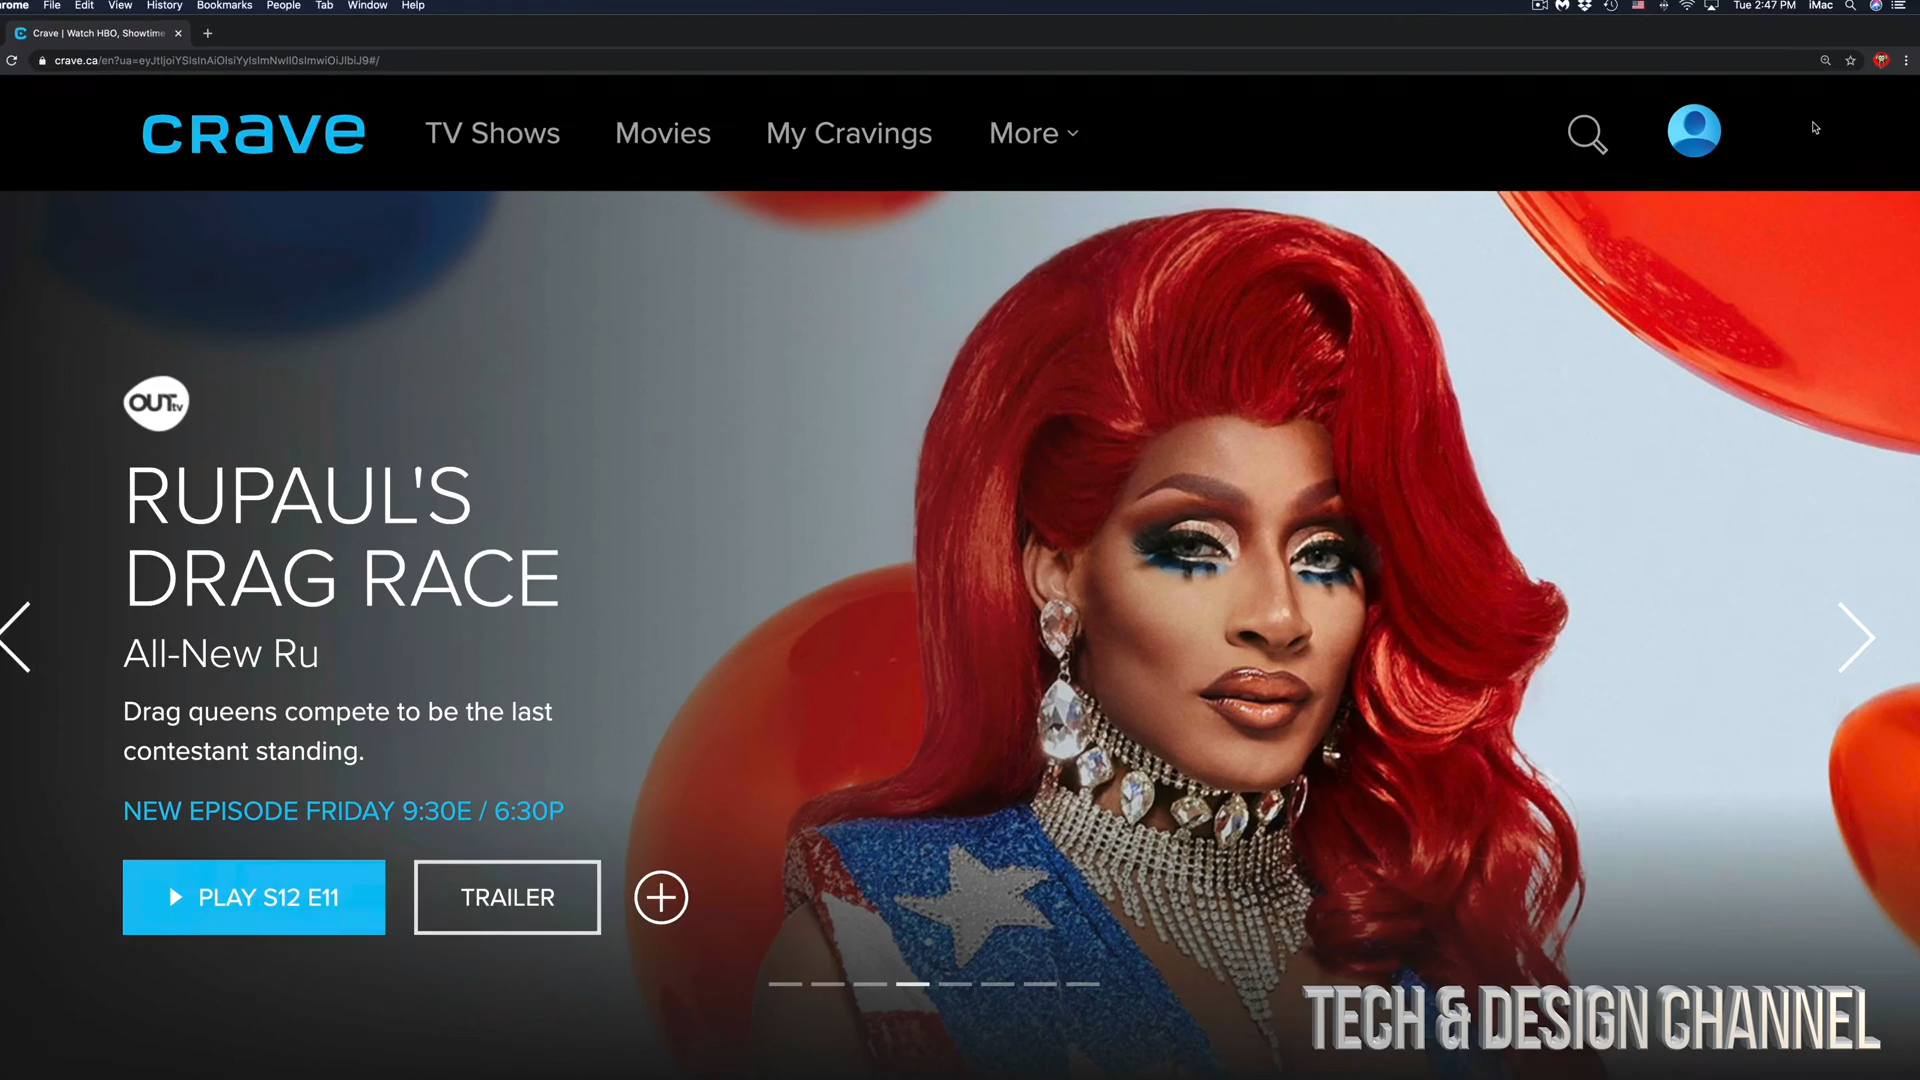 rome File Edit View History Bookmarks People Tab Window Help Tue 2:47 PM iMac
Crave | Watch HBO, Showtime
crave.ca/en?ua=eyJtIjoiYSIsInAiOlsiYyIsImNwIl0sImwiOiJlbiJ9#/
CRAVE TV Shows Movies My Cravings More
OUTtv
RUPAUL'S
DRAG RACE
All-New Ru
Drag queens compete to be the last
contestant standing.
NEW EPISODE FRIDAY 9:30E / 6:30P
PLAY S12 E11 TRAILER
TECH & DESIGN CHANNEL